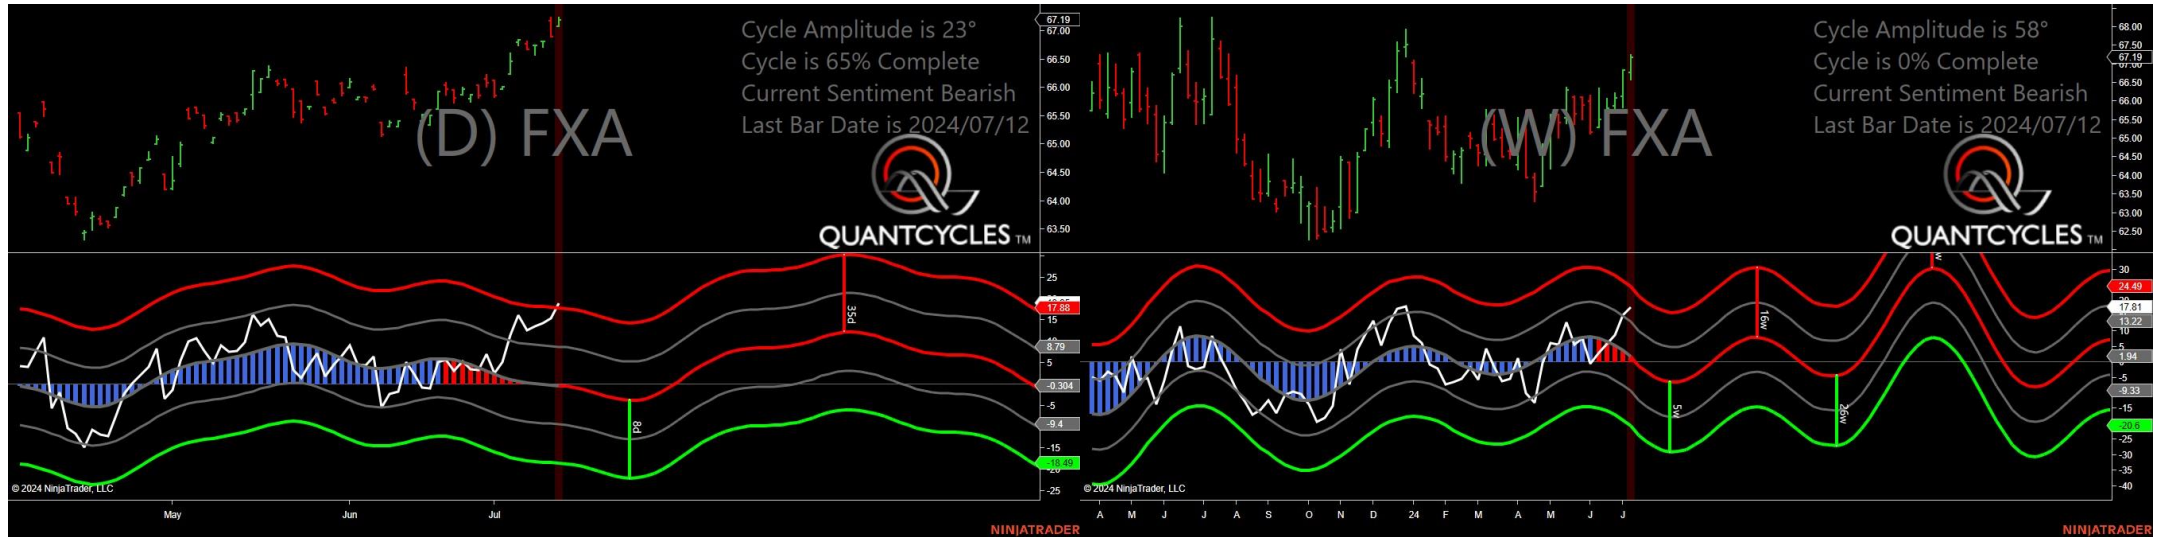 Cycle Amplitude is 23°
Cycle is 65% Complete
Current Sentiment Bearish
Last Bar Date is 2024/07/12
(D) FXA
QUANTCYCLES TM
67.19
67.00
66.50
66.00
65.50
65.00
64.50
64.00
63.50
25
17.88
15
8.79
5
-0.304
-5
-9.4
-15
-18.49
-25
35d
8d
© 2024 NinjaTrader, LLC
May Jun Jul
NINJATRADER
Cycle Amplitude is 58°
Cycle is 0% Complete
Current Sentiment Bearish
Last Bar Date is 2024/07/12
(W) FXA
QUANTCYCLES TM
68.00
67.50
67.19
66.50
66.00
65.50
65.00
64.50
64.00
63.50
63.00
62.50
30
24.49
17.81
13.22
10
5
1.94
-5
-9.33
-15
-20.6
-25
-30
-35
-40
5w
16w
26w
© 2024 NinjaTrader, LLC
A M J J A S O N D 24 F M A M J J
NINJATRADER